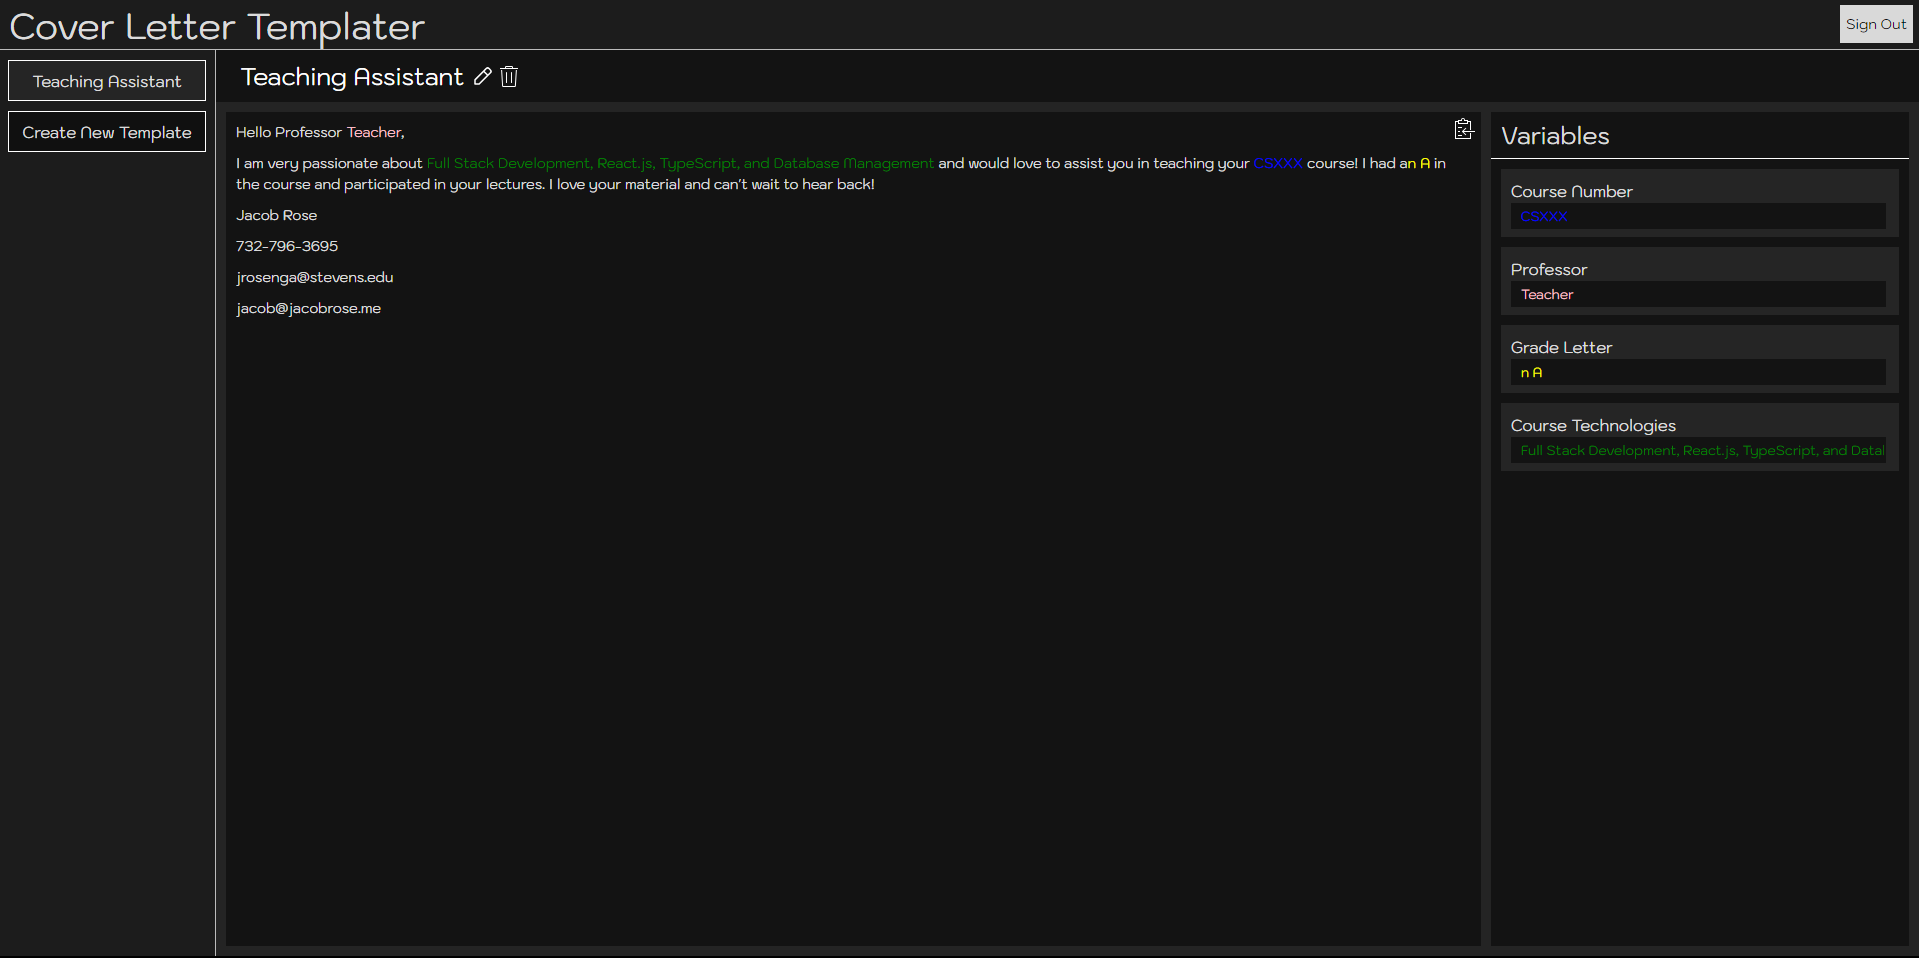 Cover Letter Templater
Sign Out
Teaching Assistant
Create New Template
Teaching Assistant
Hello Professor Teacher,
I am very passionate about Full Stack Development, React.js, TypeScript, and Database Management and would love to assist you in teaching your CSXXX course! I had an A in
the course and participated in your lectures. I love your material and can't wait to hear back!
Jacob Rose
732-796-3695
jrosenga@stevens.edu
jacob@jacobrose.me
Variables
Course Number
CSXXX
Professor
Teacher
Grade Letter
n A
Course Technologies
Full Stack Development, React.js, TypeScript, and Datal